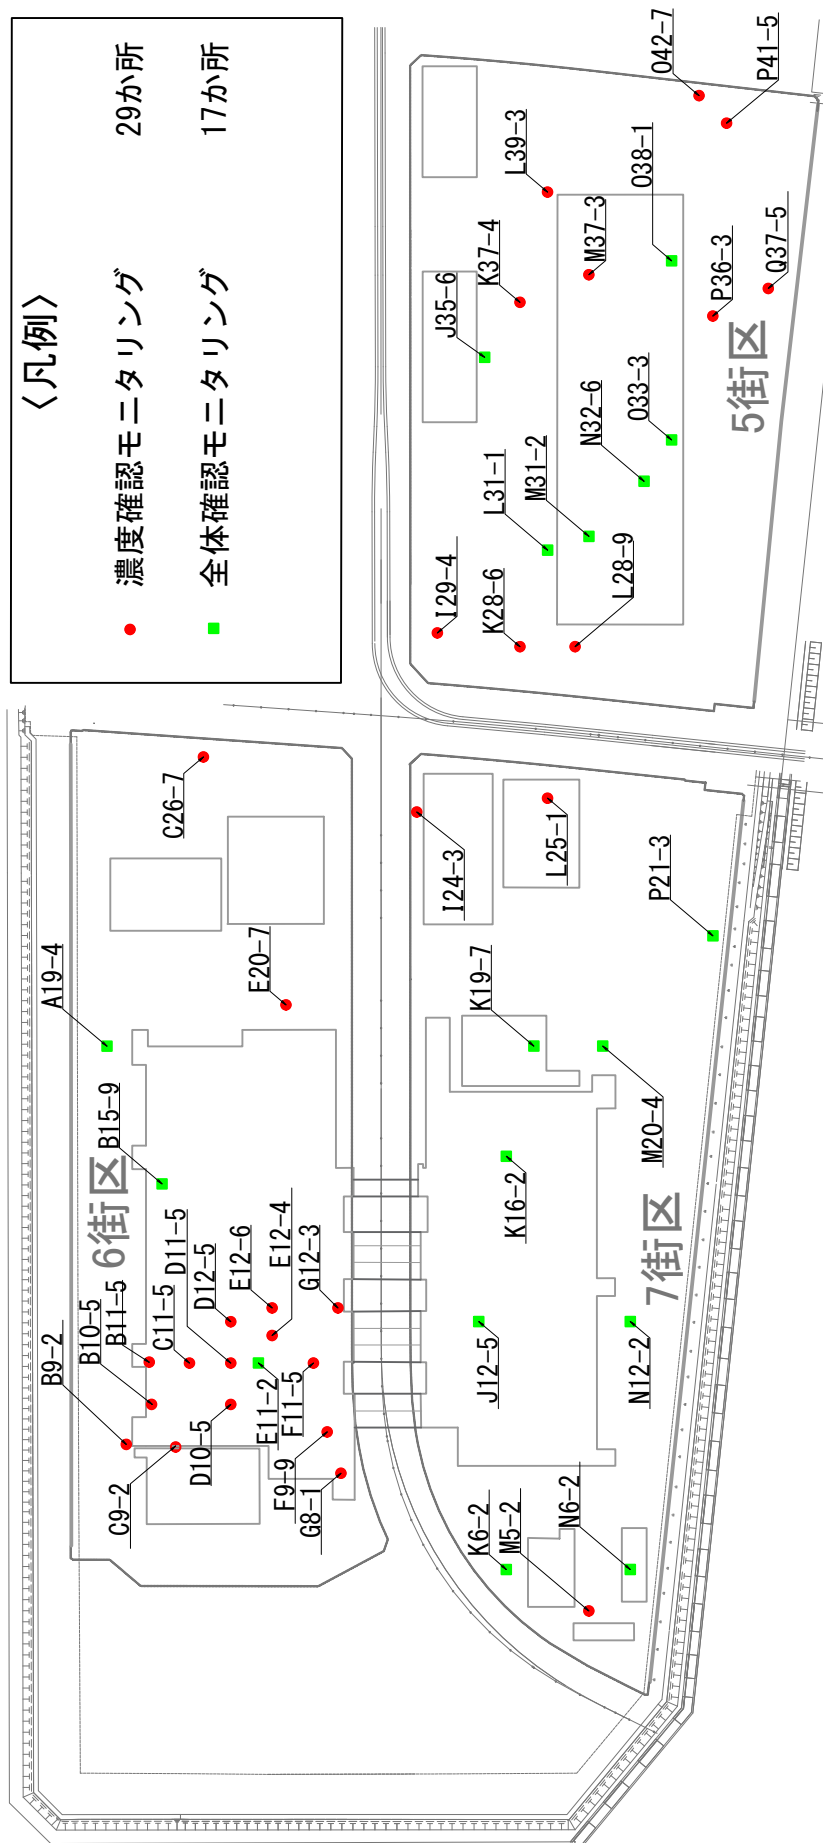 〈凡例〉
濃度確認モニタリング 29か所
全体確認モニタリング 17か所
6街区
A19-4
B15-9
B9-2
B10-5
B11-5
C11-5
D11-5
D12-5
E12-6
E12-4
G12-3
C9-2
D10-5
E11-2
F11-5
F9-9
G8-1
C26-7
E20-7
7街区
K6-2
M5-2
N6-2
J12-5
N12-2
K16-2
K19-7
M20-4
P21-3
I24-3
L25-1
5街区
I29-4
K28-6
L28-9
L31-1
M31-2
N32-6
O33-3
J35-6
K37-4
L39-3
M37-3
O38-1
P36-3
Q37-5
O42-7
P41-5